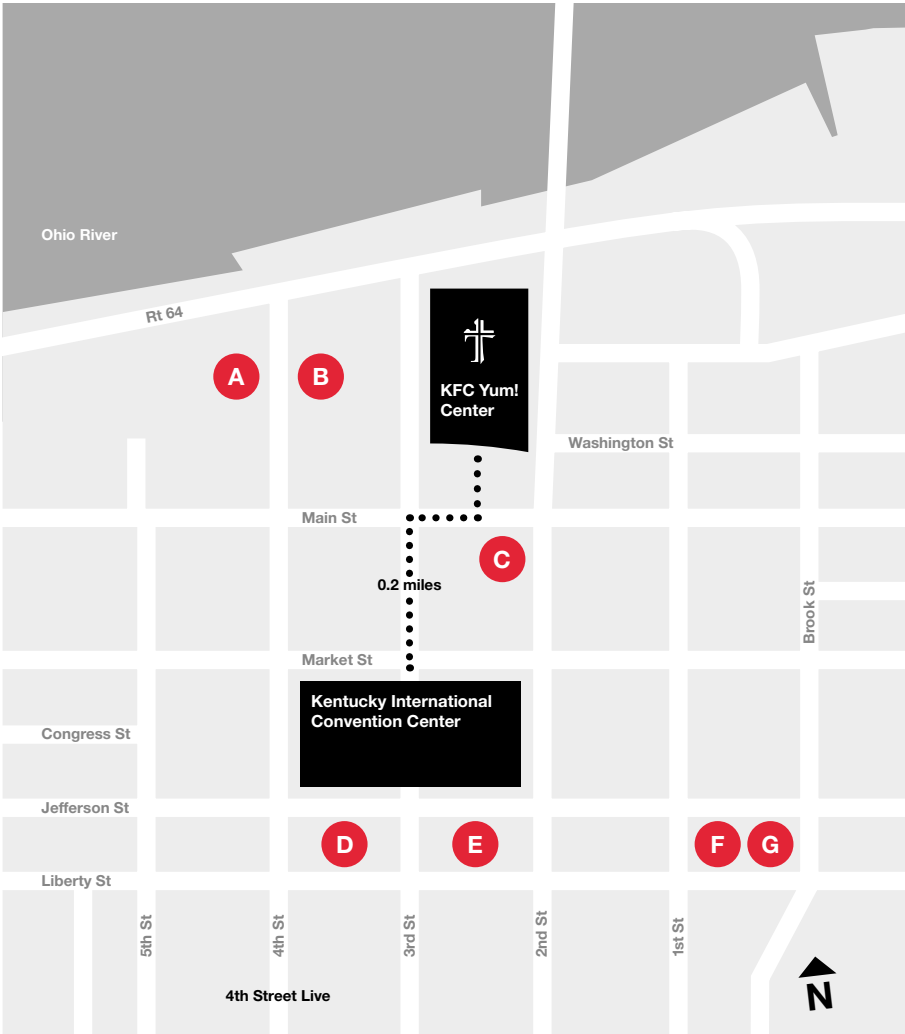 Ohio River
Rt 64
A
B
KFC Yum!
Center
Washington St
Main St
C
0.2 miles
Brook St
Market St
Kentucky International
Convention Center
Congress St
Jefferson St
D
E
F
G
Liberty St
5th St
4th St
3rd St
2nd St
1st St
4th Street Live
N